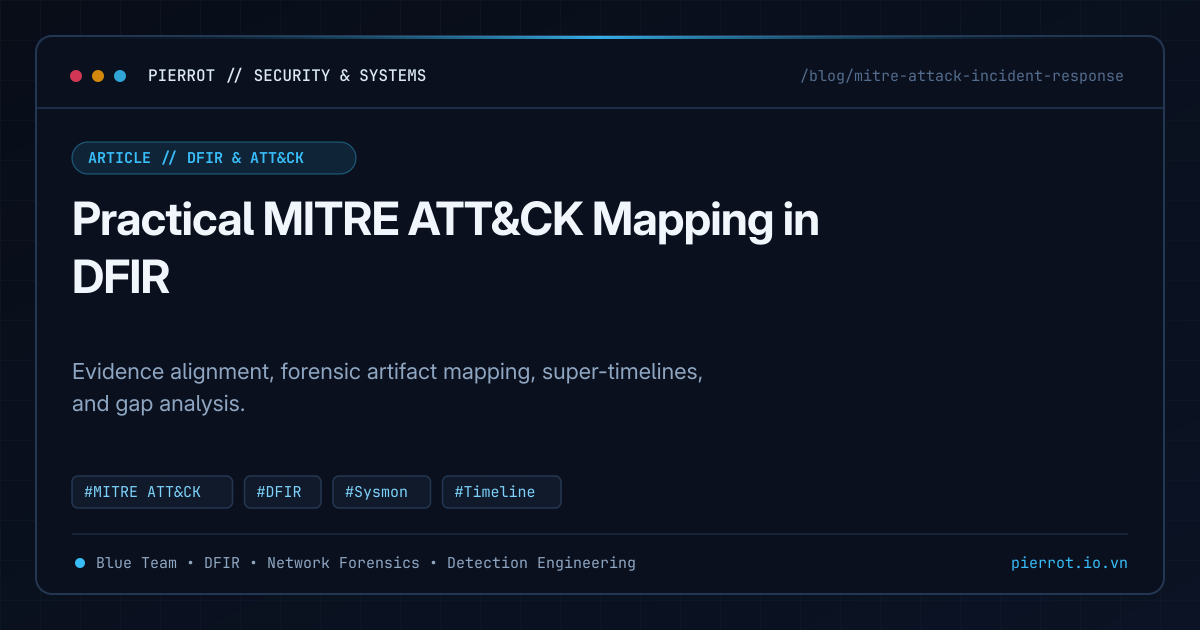 PIERROT // SECURITY & SYSTEMS
/blog/mitre-attack-incident-response
ARTICLE // DFIR & ATT&CK
Practical MITRE ATT&CK Mapping in
DFIR
Evidence alignment, forensic artifact mapping, super-timelines,
and gap analysis.
#MITRE ATT&CK
#DFIR
#Sysmon
#Timeline
Blue Team • DFIR • Network Forensics • Detection Engineering
pierrot.io.vn